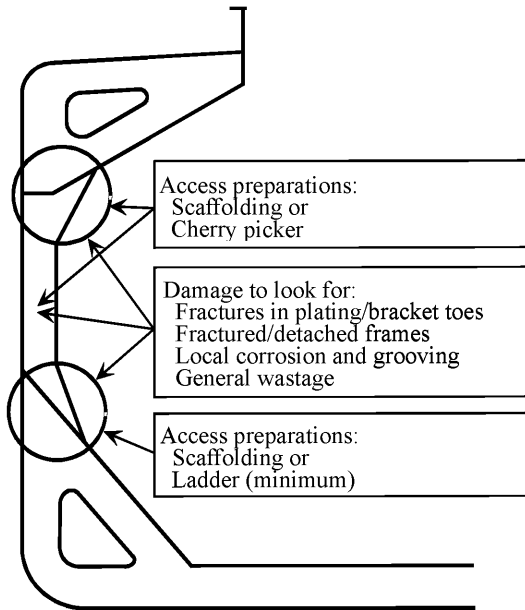 Access preparations:
Scaffolding or
Cherry picker
Damage to look for:
Fractures in plating/bracket toes
Fractured/detached frames
Local corrosion and grooving
General wastage
Access preparations:
Scaffolding or
Ladder (minimum)